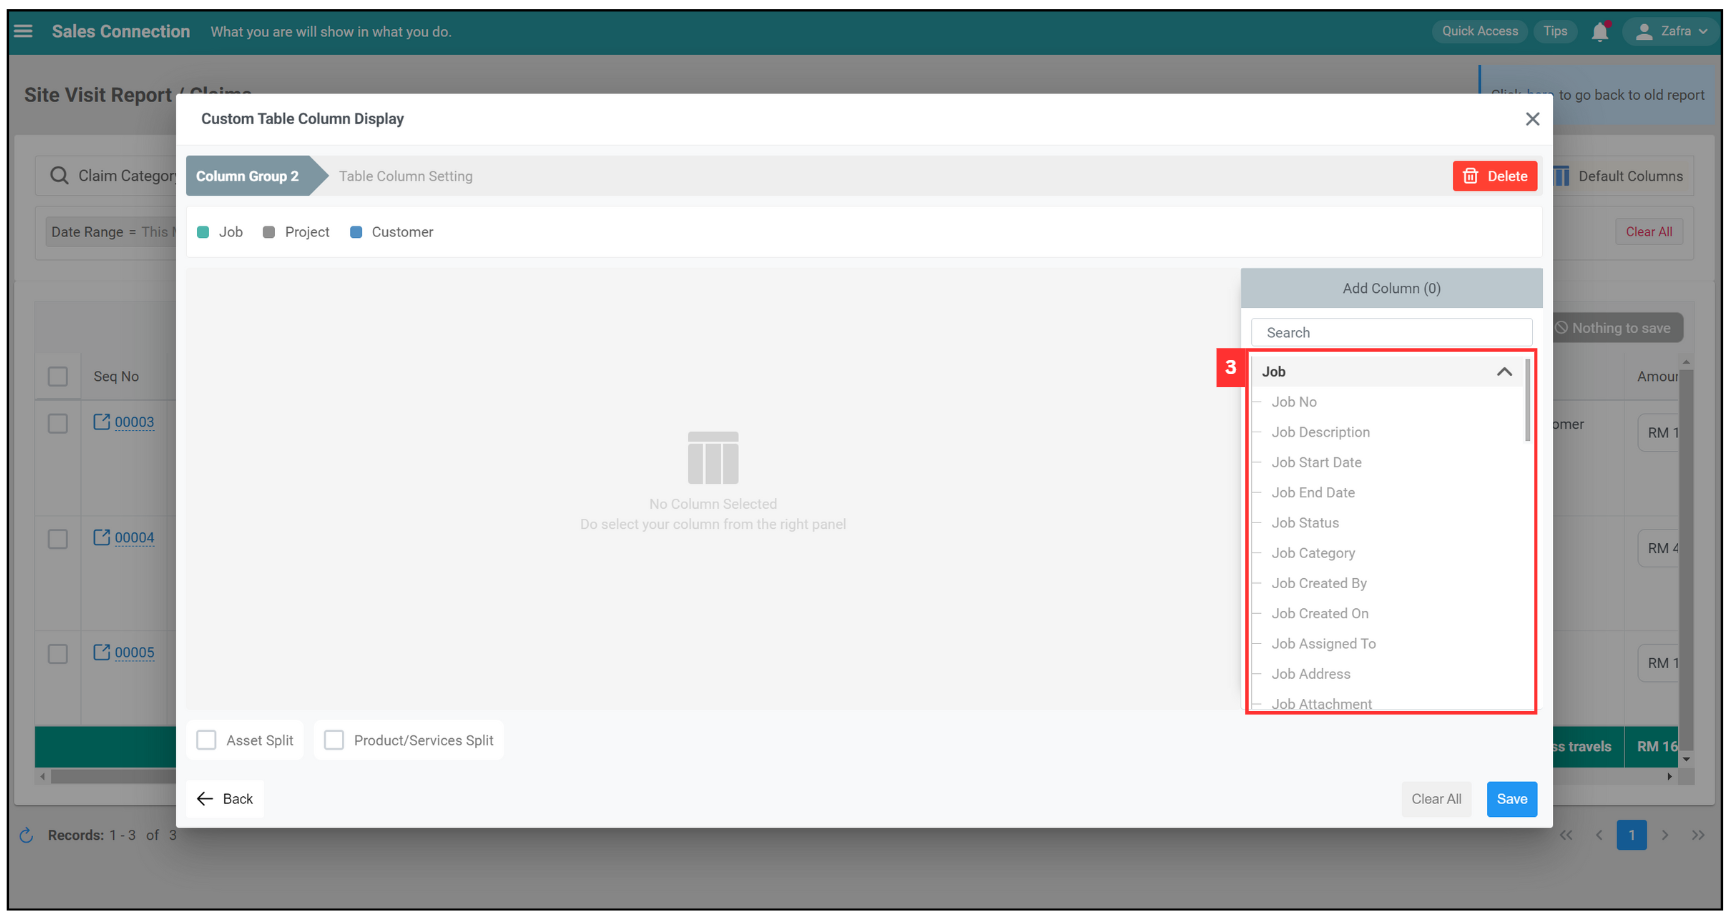 Sales Connection What you are will show in what you do. Quick Access Tips Zafra
Site Visit Report / Claims
Click here to go back to old report
Custom Table Column Display
Claim Category
Column Group 2 Table Column Setting Delete
Default Columns
Date Range = This M
Job Project Customer
Clear All
Add Column (0)
Search
Nothing to save
3
Job
Seq No
Amoun
Job No
Job Description
00003
omer
RM 1
Job Start Date
Job End Date
No Column Selected
Do select your column from the right panel
Job Status
00004
RM 4
Job Category
Job Created By
Job Created On
Job Assigned To
00005
RM 1
Job Address
Job Attachment
Asset Split Product/Services Split
ss travels RM 16
Back
Clear All Save
Records: 1 - 3 of 3
<< < 1 > >>